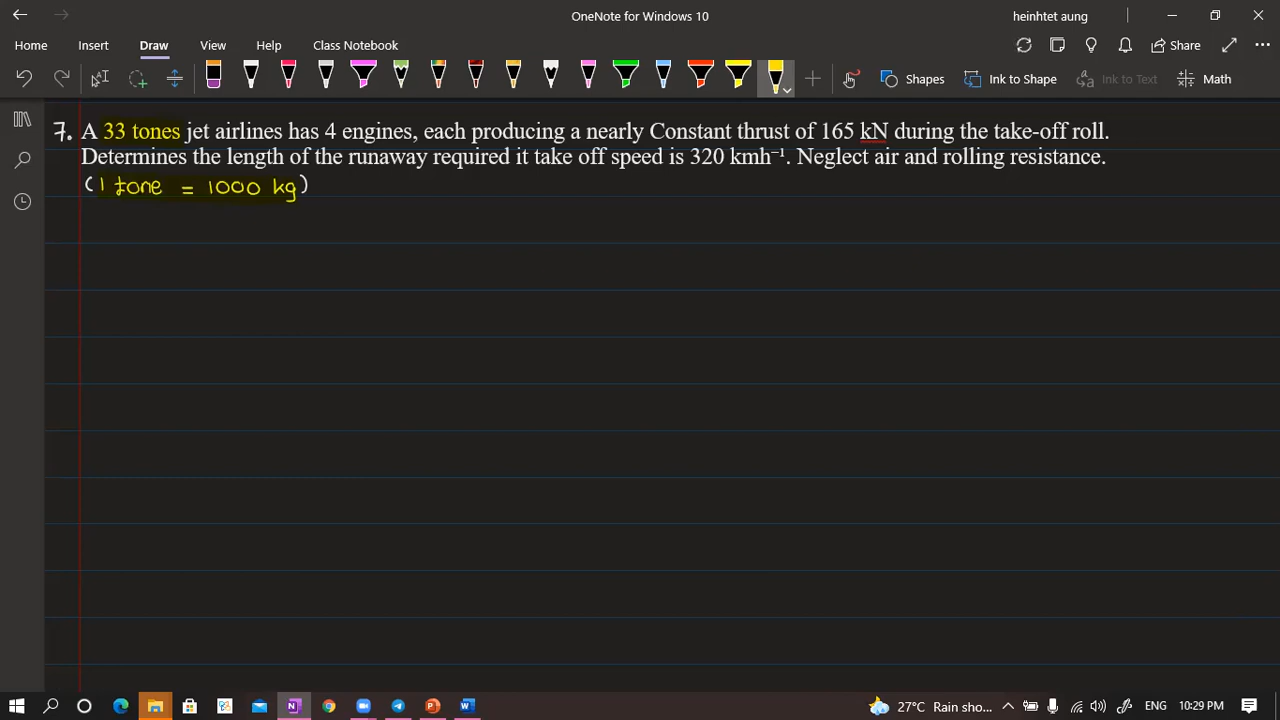 OneNote for Windows 10
heinhtet aung
Home Insert Draw View Help Class Notebook
Share
Shapes Ink to Shape Ink to Text Math
7. A 33 tones jet airlines has 4 engines, each producing a nearly Constant thrust of 165 kN during the take-off roll.
Determines the length of the runaway required it take off speed is 320 kmh⁻¹. Neglect air and rolling resistance.
(1 tone = 1000 kg)
27°C Rain sho... ENG 10:29 PM